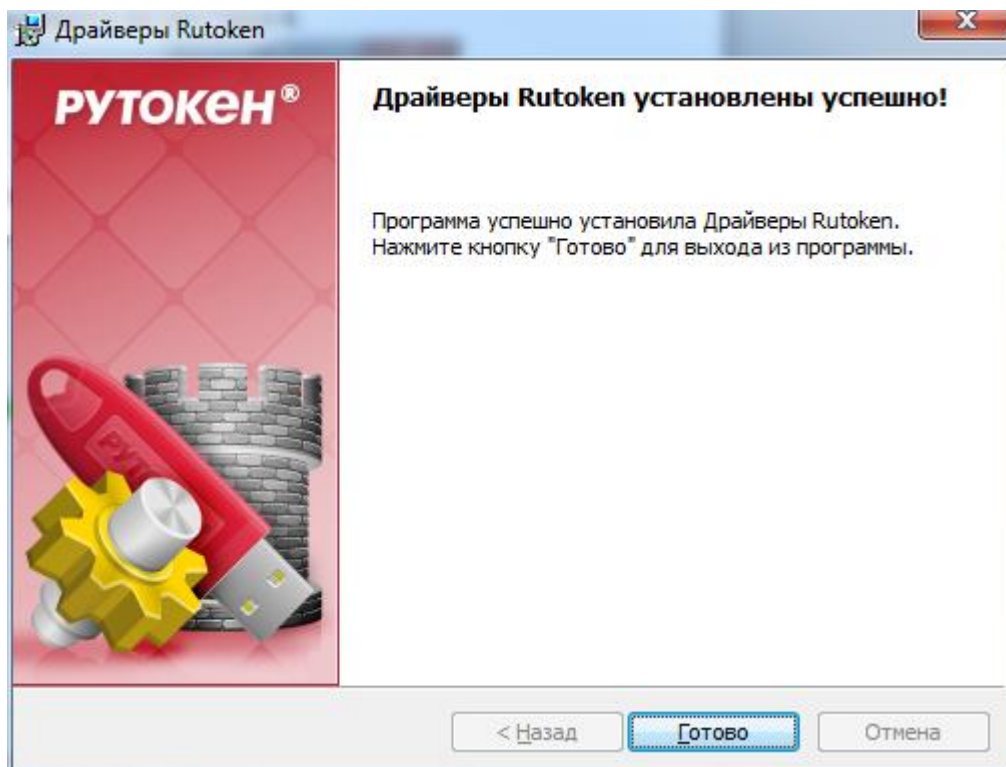 Драйверы Rutoken
РУТОКЕН®
Драйверы Rutoken установлены успешно!
Программа успешно установила Драйверы Rutoken.
Нажмите кнопку "Готово" для выхода из программы.
< Назад
Готово
Отмена